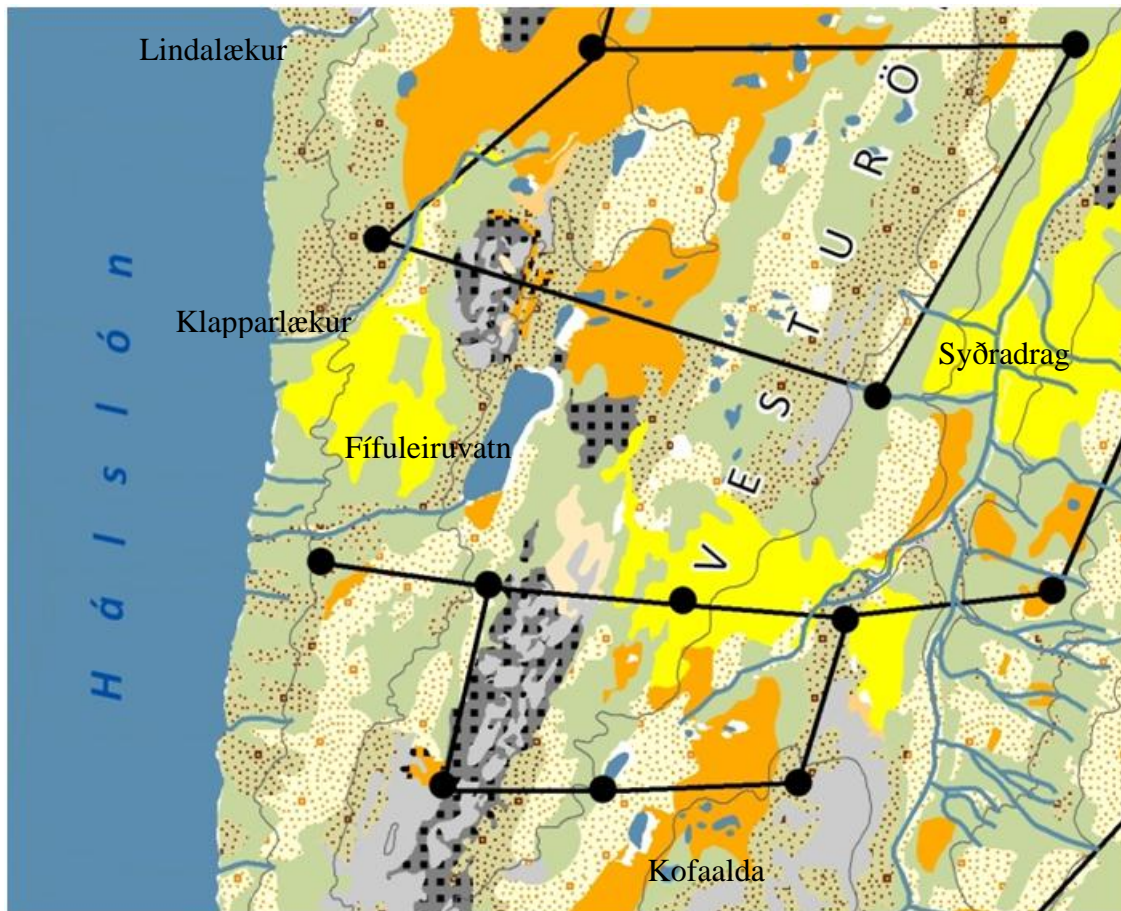 Lindalækur
Hálslón
Klapparlækur
Syðradrag
Fífuleiruvatn
VESTURÖ
Kofaalda